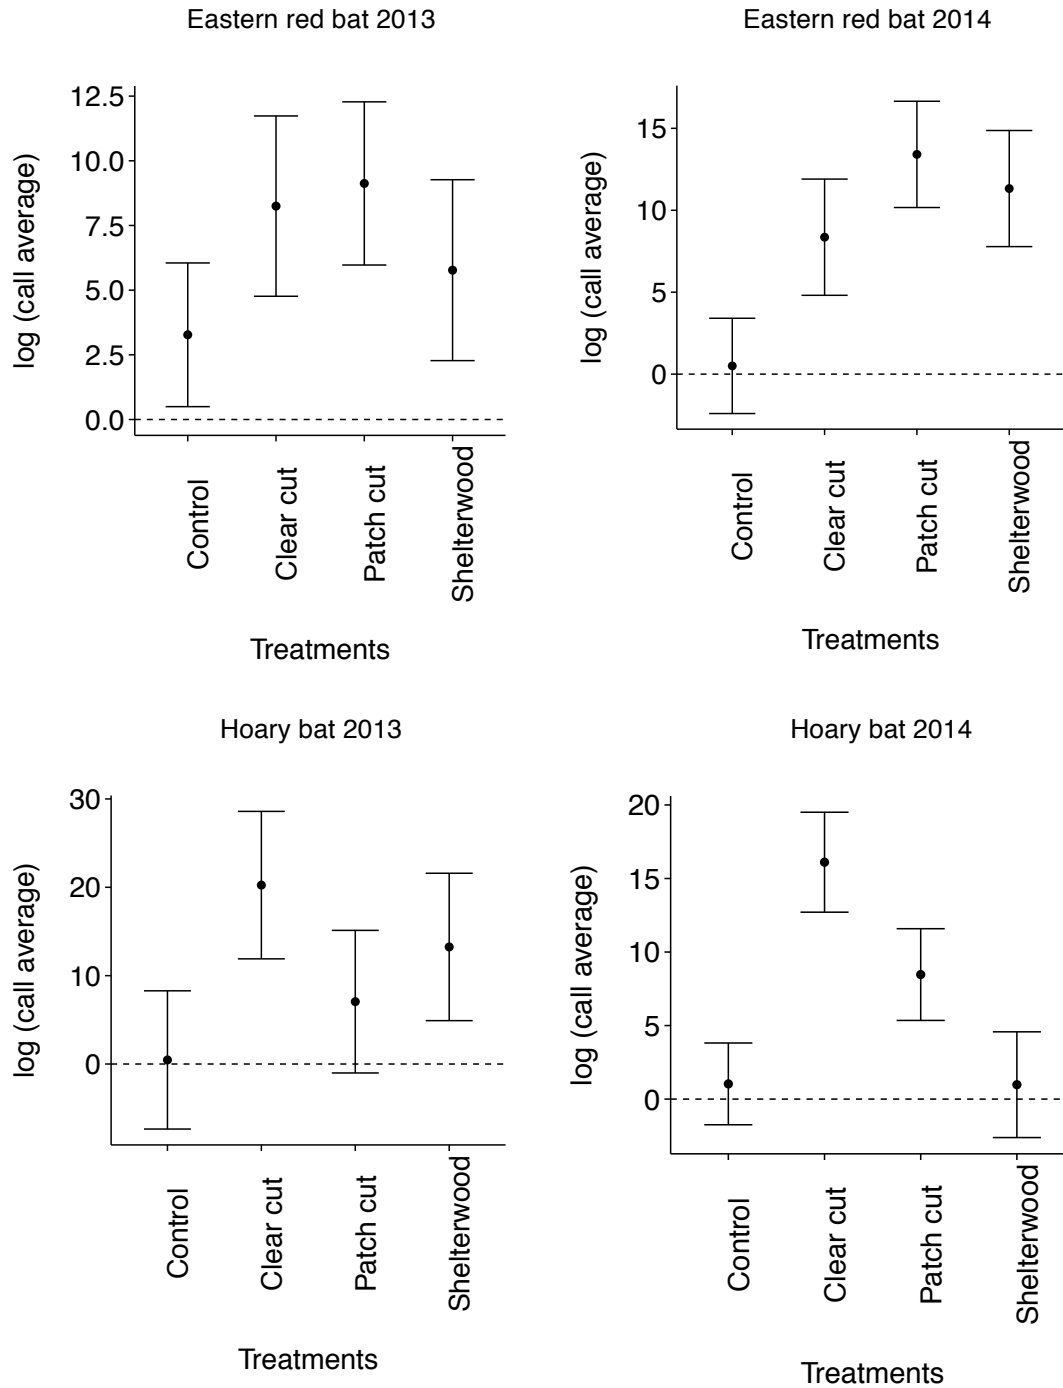 Eastern red bat 2013
log (call average)
12.5
10.0
7.5
5.0
2.5
0.0
Control
Clear cut
Patch cut
Shelterwood
Treatments
Eastern red bat 2014
log (call average)
15
10
5
0
Control
Clear cut
Patch cut
Shelterwood
Treatments
Hoary bat 2013
log (call average)
30
20
10
0
Control
Clear cut
Patch cut
Shelterwood
Treatments
Hoary bat 2014
log (call average)
20
15
10
5
0
Control
Clear cut
Patch cut
Shelterwood
Treatments